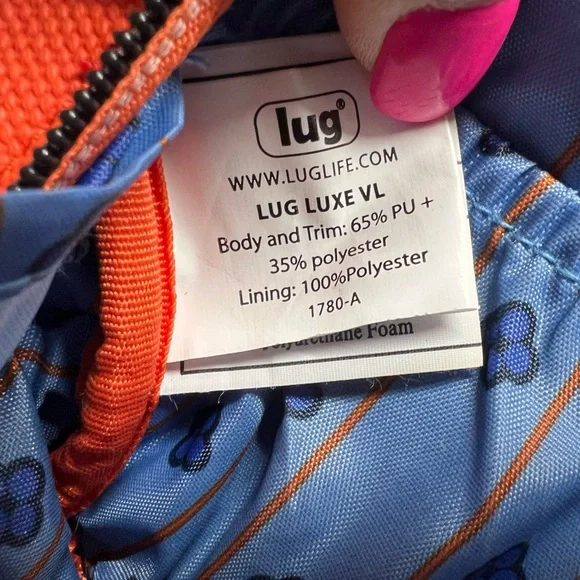 lug®
WWW.LUGLIFE.COM
LUG LUXE VL
Body and Trim: 65% PU +
35% polyester
Lining: 100%Polyester
1780-A
Foam